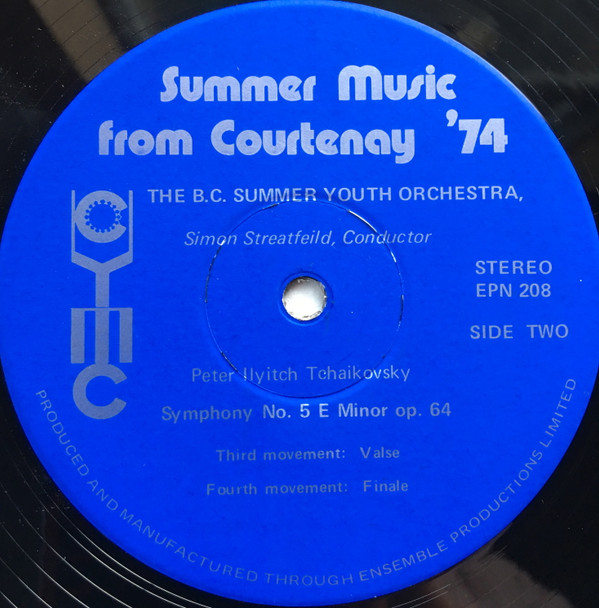 Summer Music
from Courtenay '74
THE B.C. SUMMER YOUTH ORCHESTRA,
Simon Streatfeild, Conductor
CYMC
STEREO
EPN 208
SIDE TWO
Peter Ilyitch Tchaikovsky
Symphony No. 5 E Minor op. 64
Third movement: Valse
Fourth movement: Finale
PRODUCED AND MANUFACTURED THROUGH ENSEMBLE PRODUCTIONS LIMITED